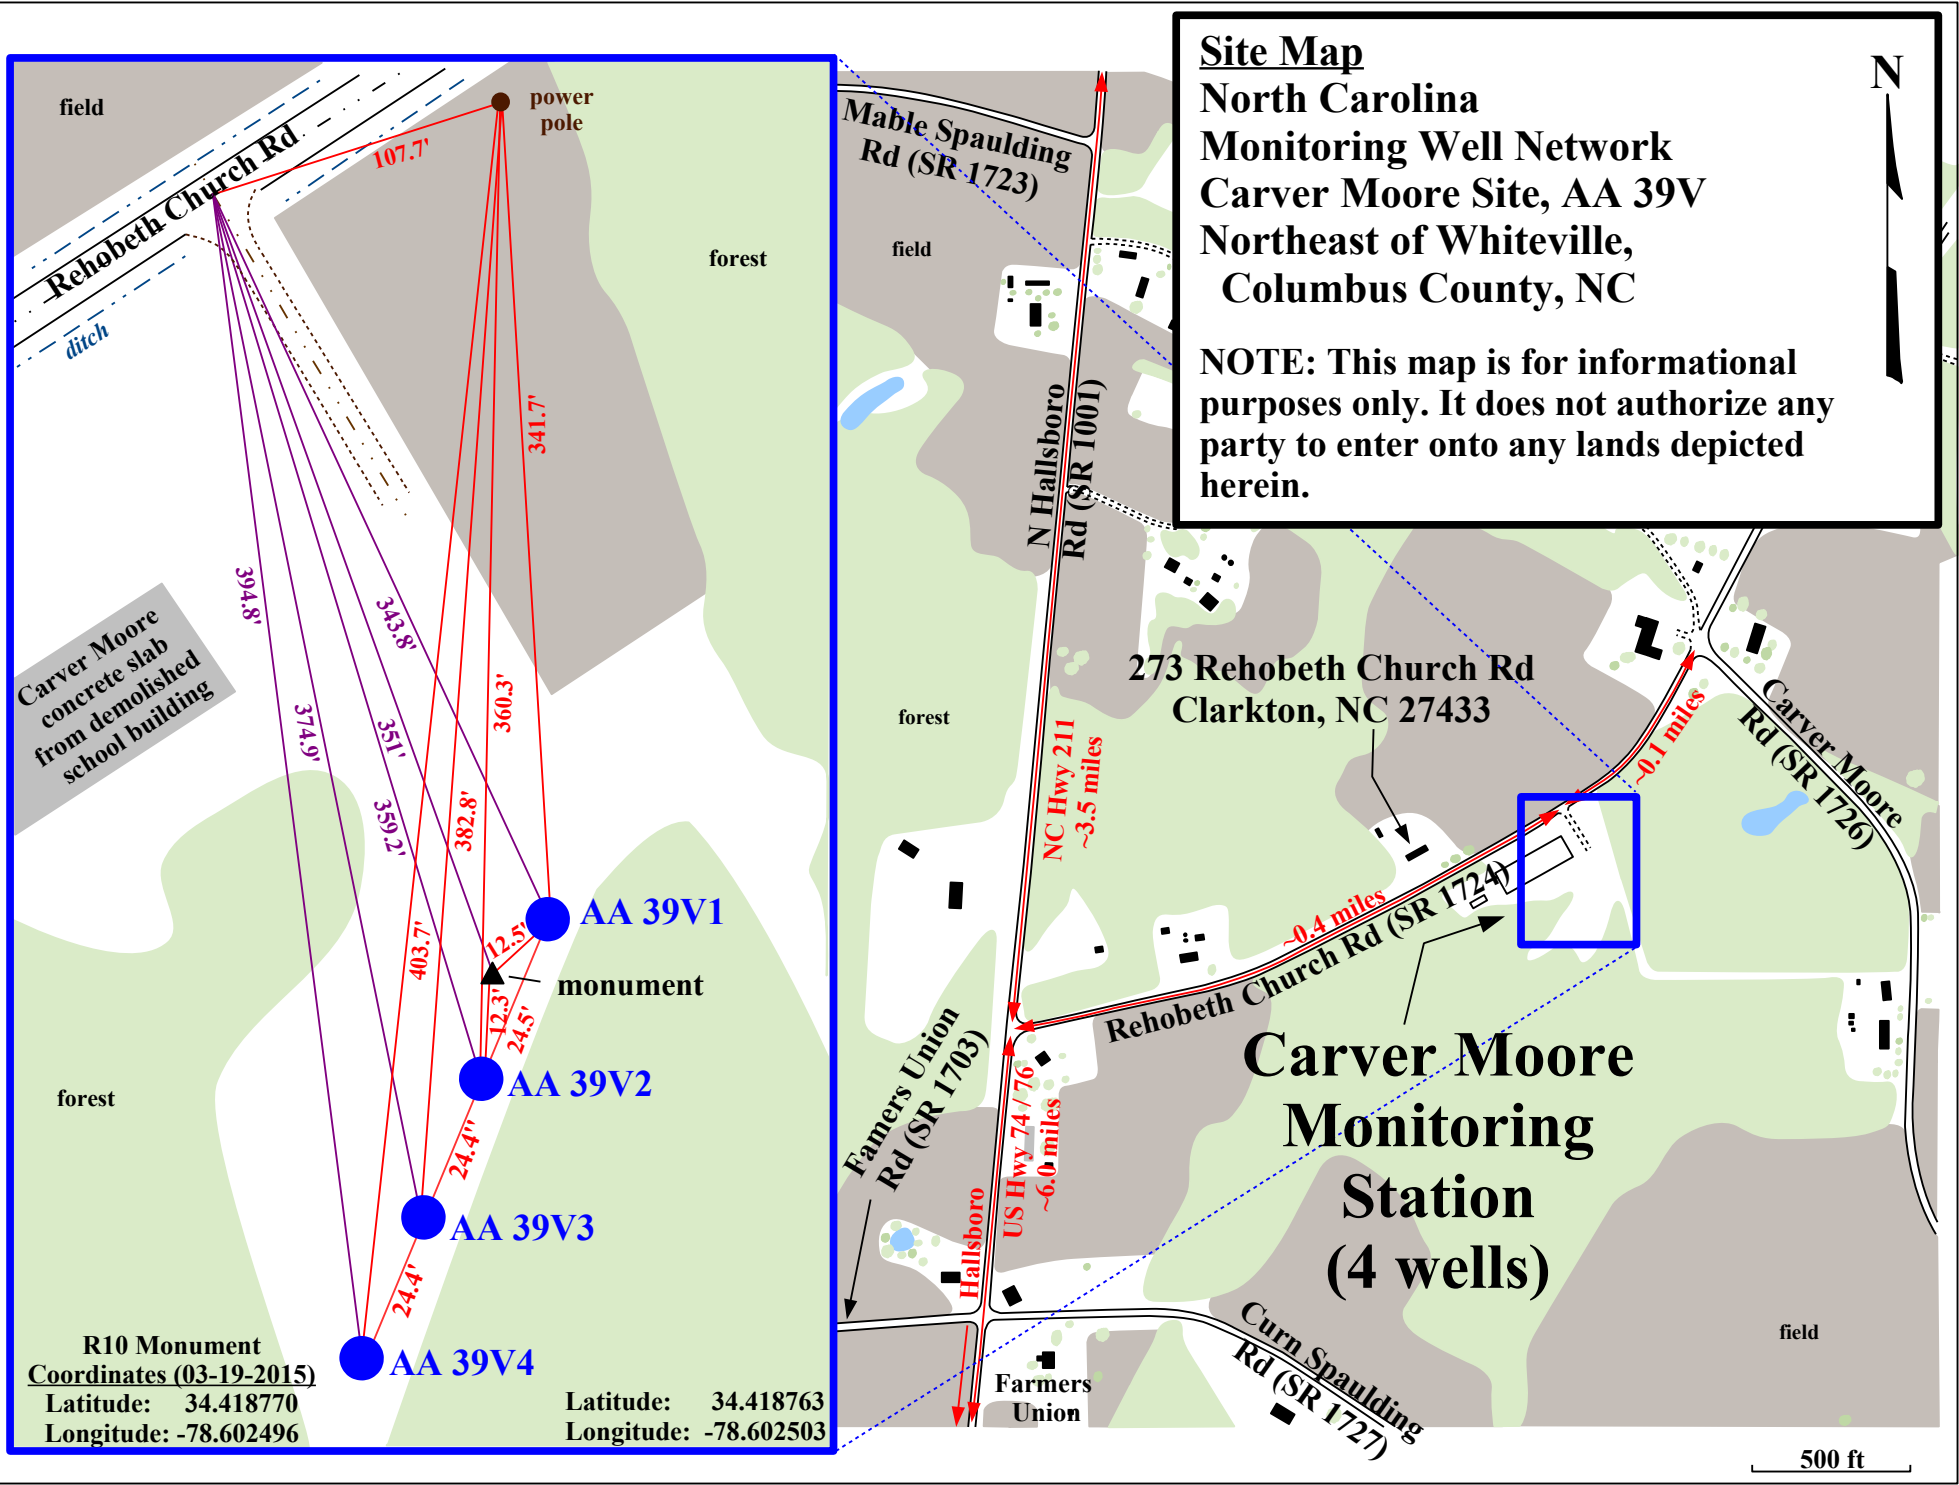 Site Map
North Carolina
Monitoring Well Network
Carver Moore Site, AA 39V
Northeast of Whiteville,
Columbus County, NC
NOTE: This map is for informational
purposes only. It does not authorize any
party to enter onto any lands depicted
herein.
N
field
power
pole
107.7'
Rehobeth Church Rd
ditch
forest
341.7'
394.8'
343.8'
Carver Moore
concrete slab
from demolished
school building
374.9'
351'
360.3'
359.2'
382.8'
403.7'
AA 39V1
12.5'
monument
12.3'
24.5'
AA 39V2
24.4''
AA 39V3
24.4'
AA 39V4
forest
R10 Monument
Coordinates (03-19-2015)
Latitude: 34.418770
Longitude: -78.602496
Latitude: 34.418763
Longitude: -78.602503
Mable Spaulding
Rd (SR 1723)
field
N Hallsboro
Rd (SR 1001)
forest
NC Hwy 211
~3.5 miles
273 Rehobeth Church Rd
Clarkton, NC 27433
~0.1 miles
Carver Moore
Rd (SR 1726)
~0.4 miles
Rehobeth Church Rd (SR 1724)
Carver Moore
Monitoring
Station
(4 wells)
Famers Union
Rd (SR 1703)
US Hwy 74 / 76
~6.0 miles
Hallsboro
Farmers
Union
Curn Spaulding
Rd (SR 1727)
field
500 ft